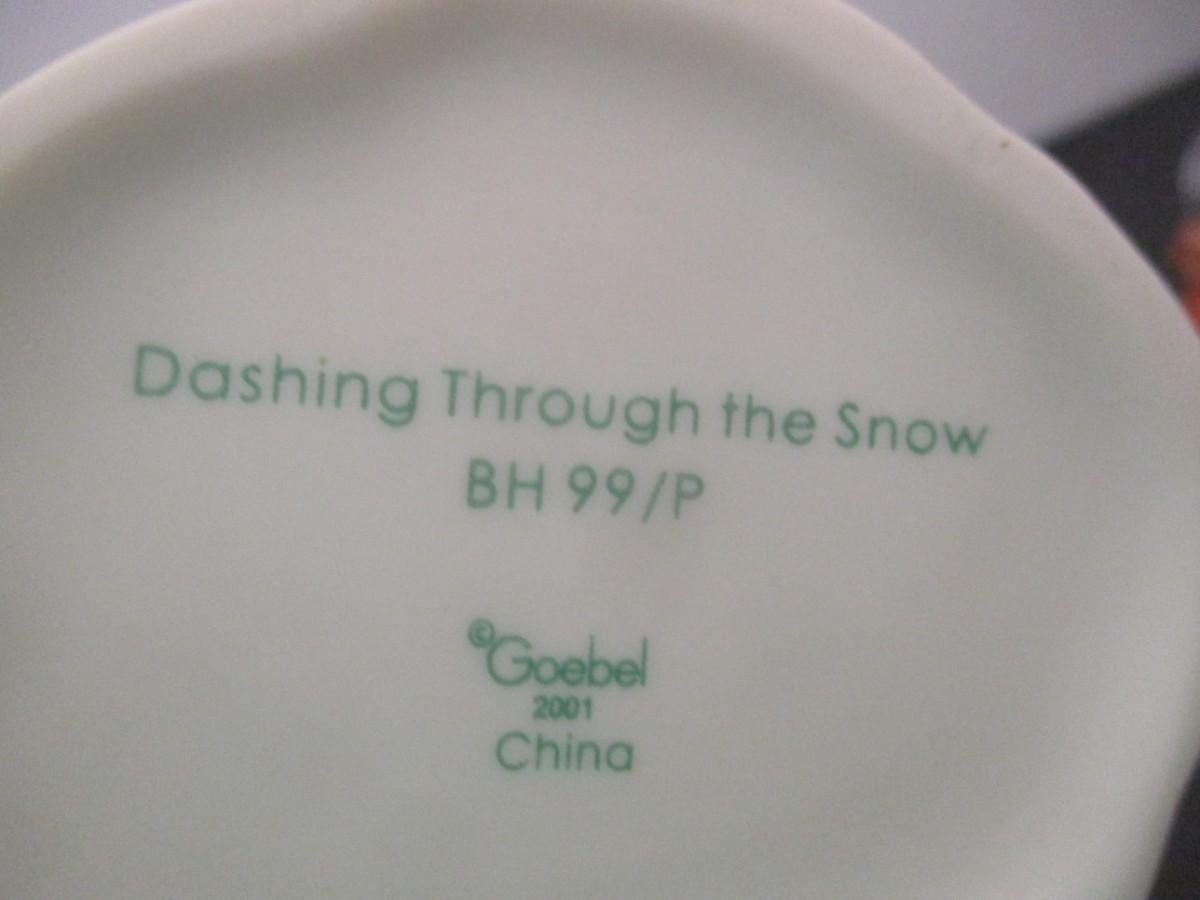 Dashing Through the Snow
BH 99/P
©Goebel
2001
China